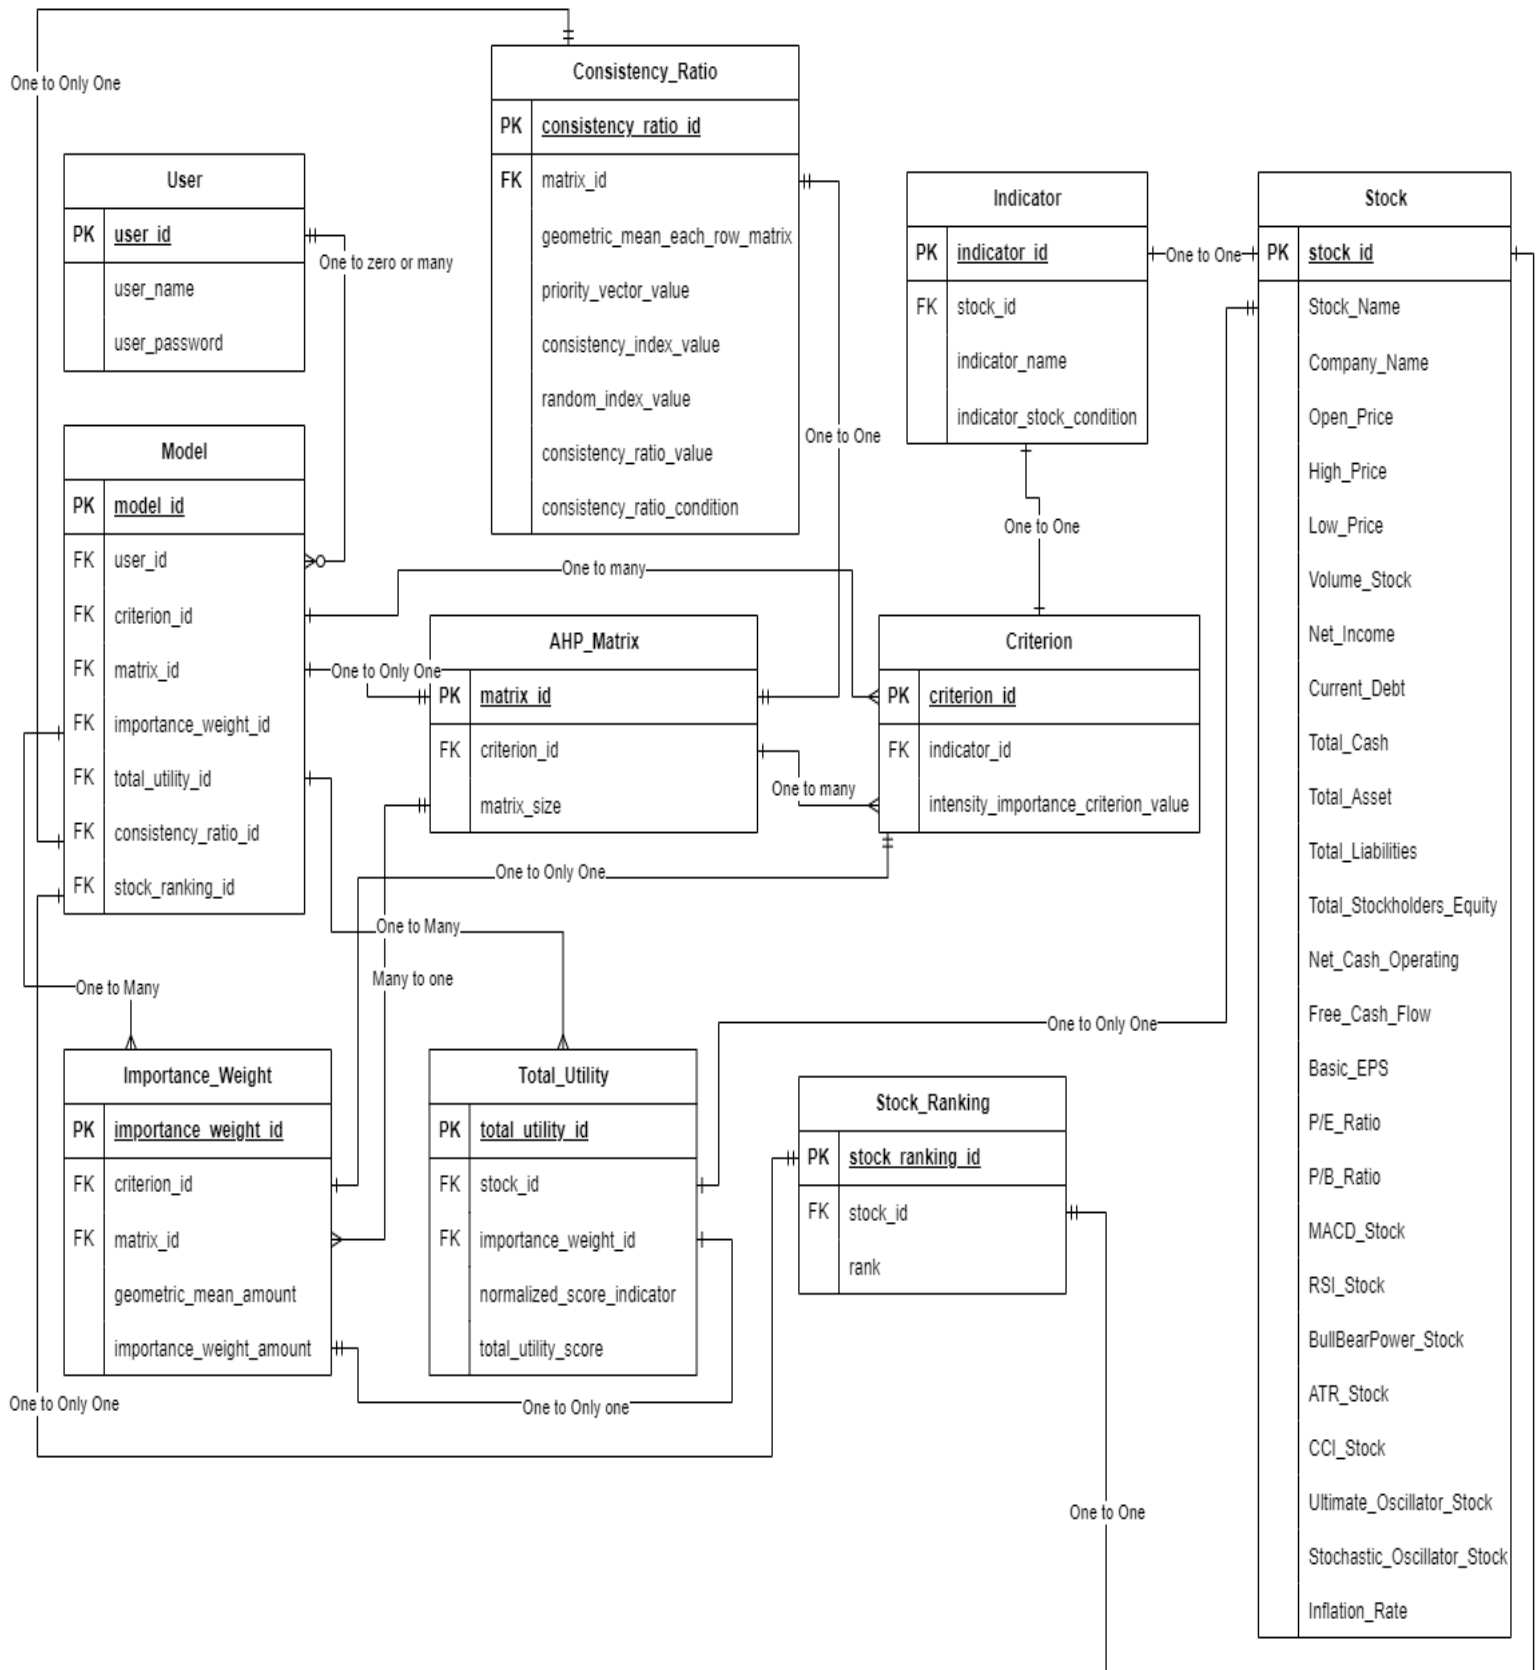 One to Only One
Consistency_Ratio
PK consistency_ratio_id
FK matrix_id
geometric_mean_each_row_matrix
priority_vector_value
consistency_index_value
random_index_value
consistency_ratio_value
consistency_ratio_condition
User
PK user_id
user_name
user_password
One to zero or many
Indicator
PK indicator_id
FK stock_id
indicator_name
indicator_stock_condition
One to One
Stock
PK stock_id
Stock_Name
Company_Name
Open_Price
High_Price
Low_Price
Volume_Stock
Net_Income
Current_Debt
Total_Cash
Total_Asset
Total_Liabilities
Total_Stockholders_Equity
Net_Cash_Operating
Free_Cash_Flow
Basic_EPS
P/E_Ratio
P/B_Ratio
MACD_Stock
RSI_Stock
BullBearPower_Stock
ATR_Stock
CCI_Stock
Ultimate_Oscillator_Stock
Stochastic_Oscillator_Stock
Inflation_Rate
One to One
One to One
Model
PK model_id
FK user_id
FK criterion_id
FK matrix_id
FK importance_weight_id
FK total_utility_id
FK consistency_ratio_id
FK stock_ranking_id
One to many
One to Only One
AHP_Matrix
PK matrix_id
FK criterion_id
matrix_size
One to many
Criterion
PK criterion_id
FK indicator_id
intensity_importance_criterion_value
One to Only One
One to Many
Many to one
One to Many
One to Only One
Importance_Weight
PK importance_weight_id
FK criterion_id
FK matrix_id
geometric_mean_amount
importance_weight_amount
Total_Utility
PK total_utility_id
FK stock_id
FK importance_weight_id
normalized_score_indicator
total_utility_score
Stock_Ranking
PK stock_ranking_id
FK stock_id
rank
One to Only One
One to Only one
One to One